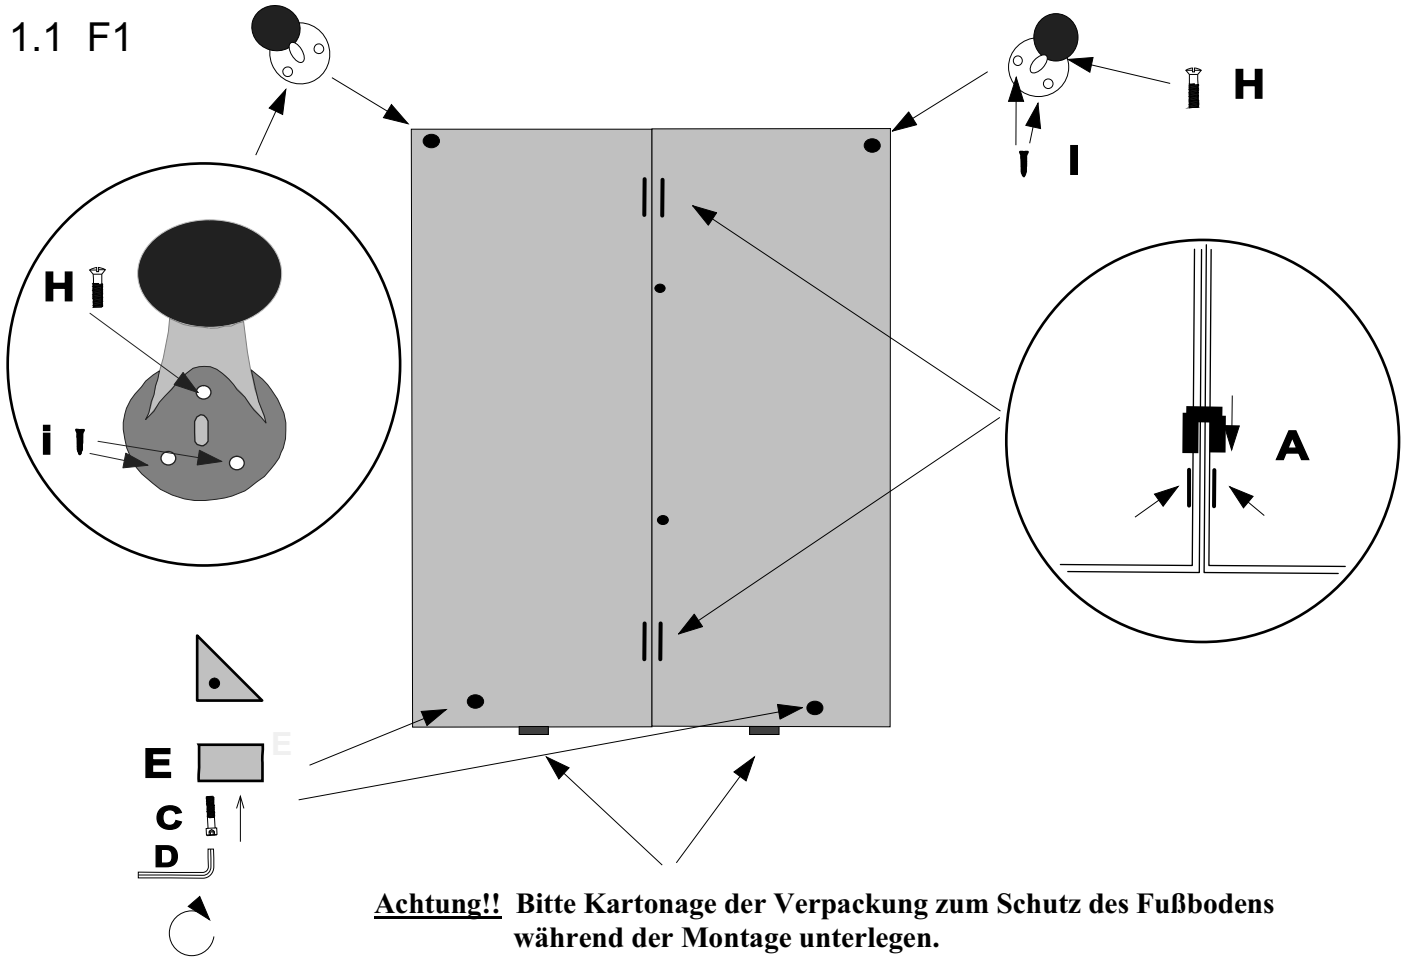 1.1 F1
H
I
H
i
A
E
E
C
D
Achtung!! Bitte Kartonage der Verpackung zum Schutz des Fußbodens
während der Montage unterlegen.